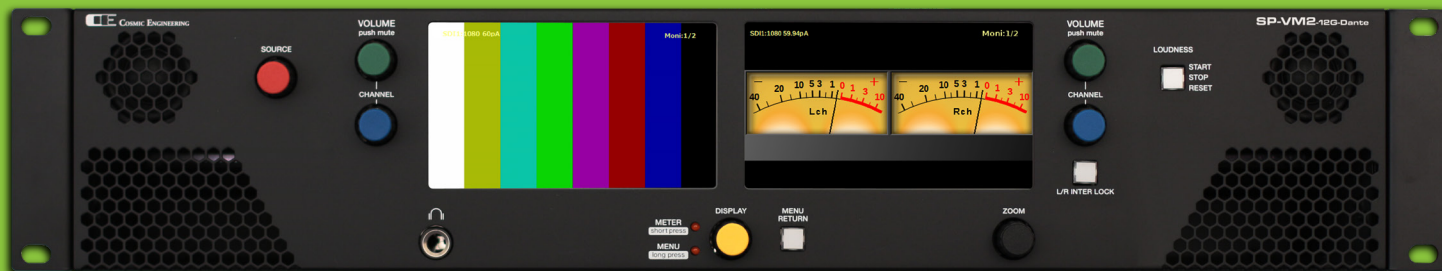 COSMIC ENGINEERING
SP-VM2-12G-Dante
VOLUME
push mute
SOURCE
CHANNEL
SDI1:1080 60pA
Moni:1/2
SDI1:1080 59.94pA
Moni:1/2
− +
40 20 10 5 3 1 0 1 3 10
Lch
− +
40 20 10 5 3 1 0 1 3 10
Rch
VOLUME
push mute
CHANNEL
LOUDNESS
START
STOP
RESET
L/R INTER LOCK
METER
short press
MENU
long press
DISPLAY
MENU
RETURN
ZOOM